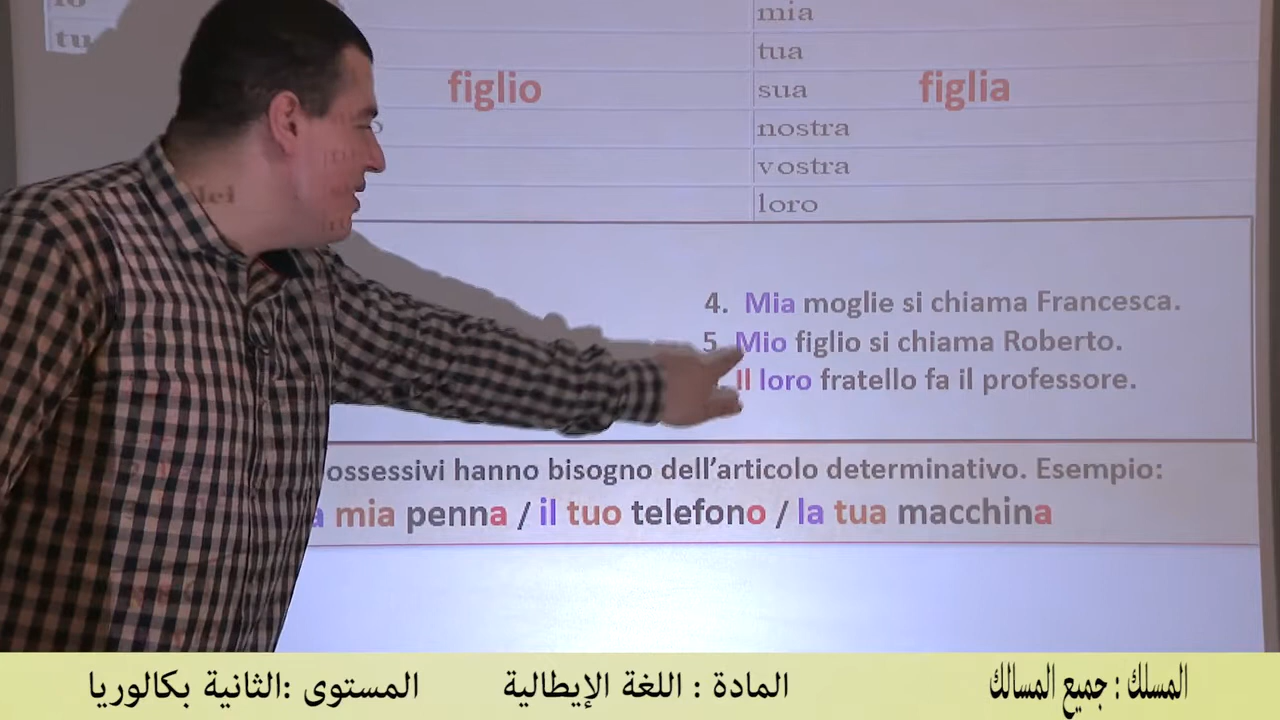 tu
mia
tua
figlio
sua
figlia
nostra
vostra
loro
4. Mia moglie si chiama Francesca.
5. Mio figlio si chiama Roberto.
Il loro fratello fa il professore.
ossessivi hanno bisogno dell’articolo determinativo. Esempio:
a mia penna / il tuo telefono / la tua macchina
المسلك : جميع المسالك
المادة : اللغة الإيطالية
المستوى :الثانية بكالوريا